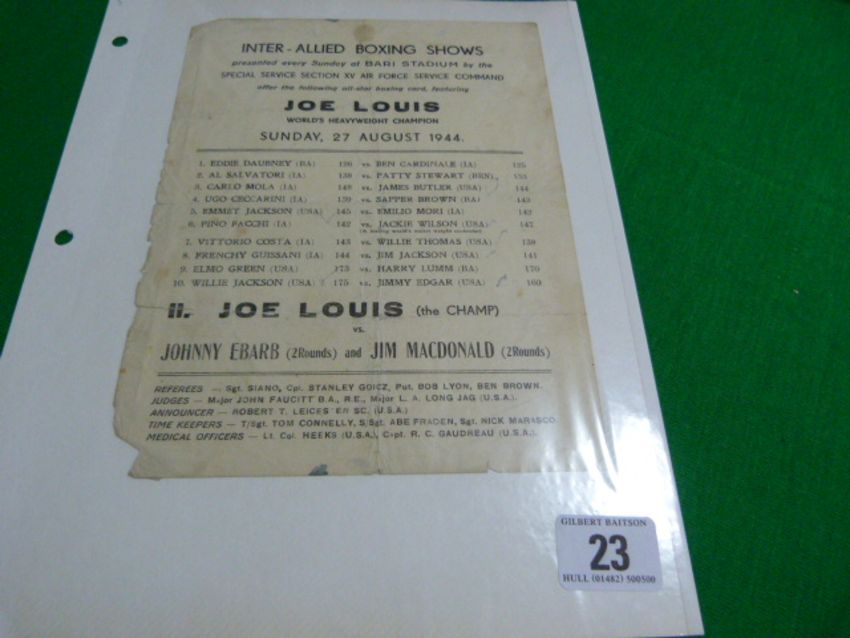 INTER-ALLIED BOXING SHOWS
presented every Sunday at BARI STADIUM by the
SPECIAL SERVICE SECTION XV AIR FORCE SERVICE COMMAND
offer the following all-star boxing card, featuring
JOE LOUIS
WORLD'S HEAVYWEIGHT CHAMPION
SUNDAY, 27 AUGUST 1944.
1. EDDIE DAUBNEY (BA) 126 vs. BEN CARDINALE (IA) 125
2. AL SALVATORI (IA) 138 vs. PATTY STEWART (BEN) 133
3. CARLO MOLA (IA) 148 vs. JAMES BUTLER (USA) 144
4. UGO CECCARINI (IA) 139 vs. SAPPER BROWN (BA) 143
5. EMMET JACKSON (USA) 145 vs. EMILIO MORI (IA) 142
6. PINO FACCHI (IA) 142 vs. JACKIE WILSON (USA) 147
7. VITTORIO COSTA (IA) 143 vs. WILLIE THOMAS (USA) 138
8. FRENCHY GUISSANI (IA) 144 vs. JIM JACKSON (USA) 141
9. ELMO GREEN (USA) 173 vs. HARRY LUMM (BA) 170
10. WILLIE JACKSON (USA) 175 vs. JIMMY EDGAR (USA) 160
II. JOE LOUIS (the CHAMP)
vs.
JOHNNY EBARB (2Rounds) and JIM MACDONALD (2Rounds)
REFEREES — Sgt. SIANO, Cpl. STANLEY GOICZ, Pvt. BOB LYON, BEN BROWN.
JUDGES — Major JOHN FAUCITT B.A., R.E., Major L. A. LONG JAG (U.S.A.).
ANNOUNCER — ROBERT T. LEICESTER SC. (U.S.A.)
TIME KEEPERS — T/Sgt. TOM CONNELLY, S/Sgt. ABE FRADEN, Sgt. NICK MARASCO.
MEDICAL OFFICERS — Lt. Col. HEEKS (U.S.A.), Capt. R. C. GAUDREAU (U.S.A.).
GILBERT BAITSON
23
HULL (01482) 500500